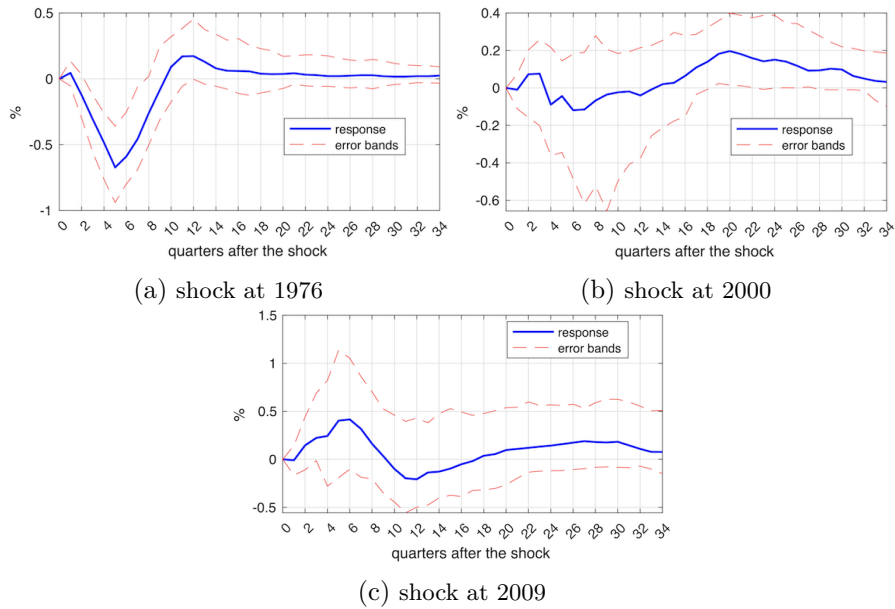 0.5
0
-0.5
-1
%
response
error bands
0 2 4 6 8 10 12 14 16 18 20 22 24 26 28 30 32 34
quarters after the shock
(a) shock at 1976
0.4
0.2
0
-0.2
-0.4
-0.6
%
response
error bands
0 2 4 6 8 10 12 14 16 18 20 22 24 26 28 30 32 34
quarters after the shock
(b) shock at 2000
1.5
1
0.5
0
-0.5
%
response
error bands
0 2 4 6 8 10 12 14 16 18 20 22 24 26 28 30 32 34
quarters after the shock
(c) shock at 2009